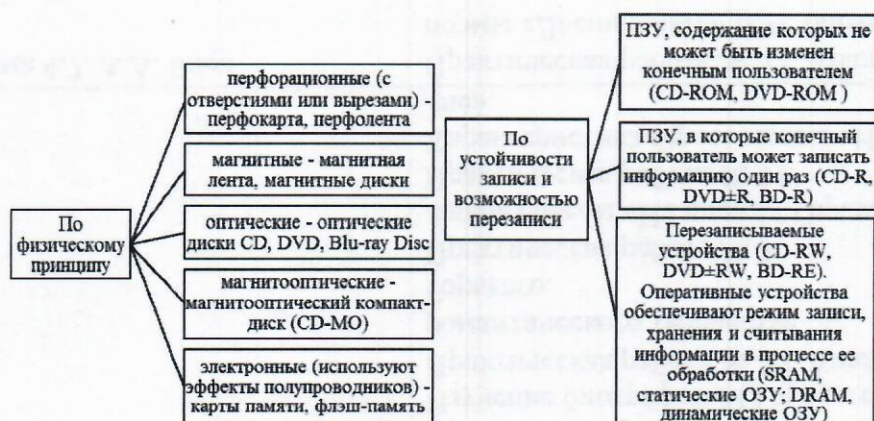 По
физическому
принципу
перфорационные (с
отверстиями или вырезами) -
перфокарта, перфолента
магнитные - магнитная
лента, магнитные диски
оптические - оптические
диски CD, DVD, Blu-ray Disc
магнитооптические -
магнитооптический компакт-
диск (CD-MO)
электронные (используют
эффекты полупроводников) -
карты памяти, флэш-память
По
устойчивости
записи и
возможностью
перезаписи
ПЗУ, содержание которых не
может быть изменен
конечным пользователем
(CD-ROM, DVD-ROM )
ПЗУ, в которые конечный
пользователь может записать
информацию один раз (CD-R,
DVD±R, BD-R)
Перезаписываемые
устройства (CD-RW,
DVD±RW, BD-RE).
Оперативные устройства
обеспечивают режим записи,
хранения и считывания
информации в процессе ее
обработки (SRAM,
статические ОЗУ; DRAM,
динамические ОЗУ)